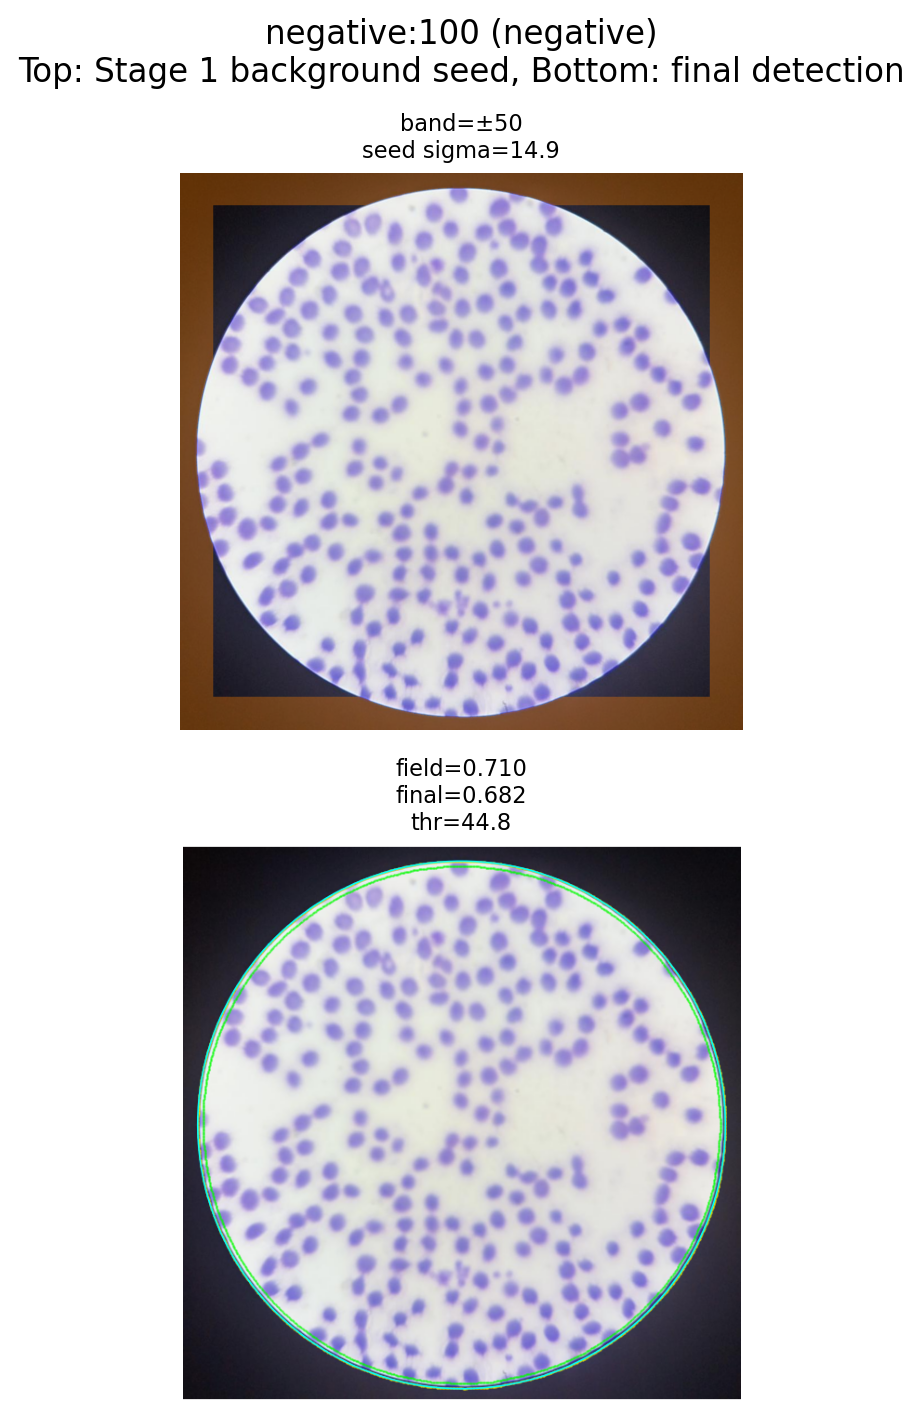 negative:100 (negative)
Top: Stage 1 background seed, Bottom: final detection
band=±50
seed sigma=14.9
field=0.710
final=0.682
thr=44.8